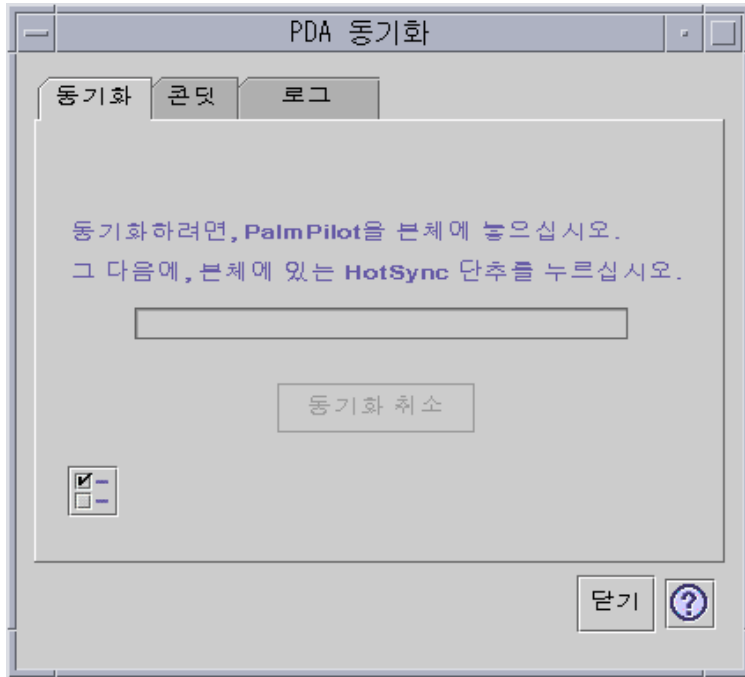 PDA 동기화
동기화 콘딧 로그
동기화하려면, PalmPilot을 본체에 놓으십시오.
그 다음에, 본체에 있는 HotSync 단추를 누르십시오.
동기화 취소
닫기